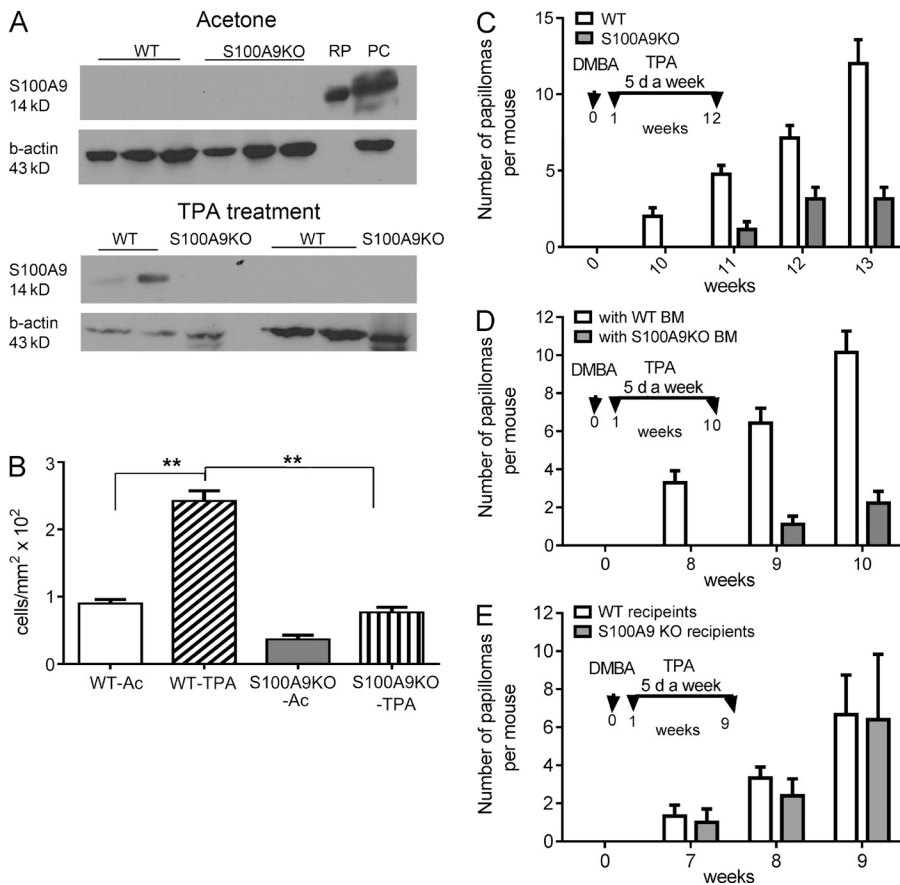 A
Acetone
WT S100A9KO RP PC
S100A9
14 kD
b-actin
43 kD
TPA treatment
WT S100A9KO WT S100A9KO
S100A9
14 kD
b-actin
43 kD
B
cells/mm² x 10²
3
2
1
0
** **
WT-Ac WT-TPA S100A9KO
-Ac S100A9KO
-TPA
C
Number of papillomas
per mouse
15
10
5
0
WT
S100A9KO
DMBA TPA
5 d a week
0 1 12
weeks
0 10 11 12 13
weeks
D
Number of papillomas
per mouse
12
10
8
6
4
2
0
with WT BM
with S100A9KO BM
DMBA TPA
5 d a week
0 1 10
weeks
0 8 9 10
weeks
E
Number of papillomas
per mouse
12
10
8
6
4
2
0
WT recipeints
S100A9 KO recipients
DMBA TPA
5 d a week
0 1 9
weeks
0 7 8 9
weeks